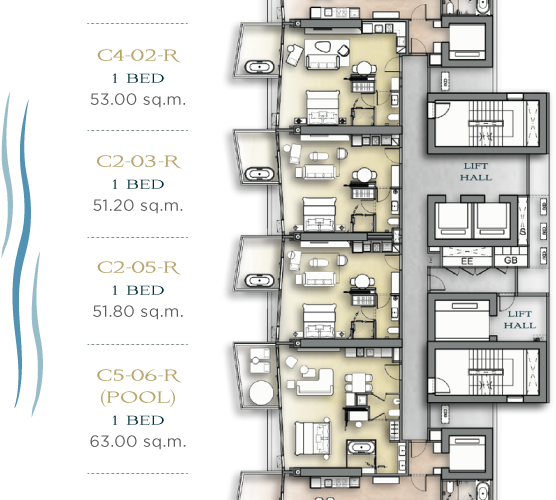 C4-02-R
1 BED
53.00 sq.m.
C2-03-R
1 BED
51.20 sq.m.
C2-05-R
1 BED
51.80 sq.m.
C5-06-R
(POOL)
1 BED
63.00 sq.m.
LIFT
HALL
S
EE
GB
LIFT
HALL